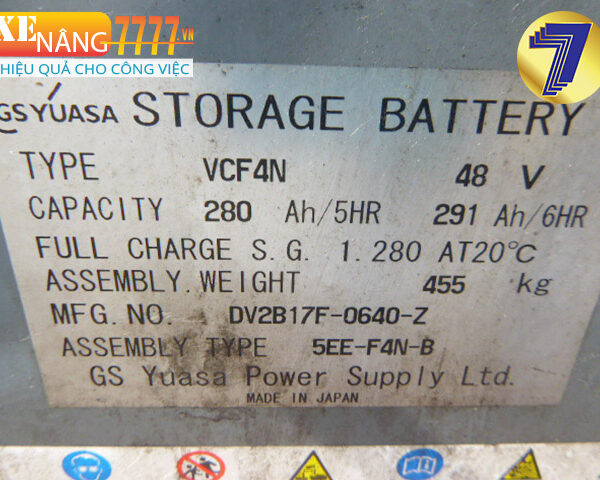 XE
NÂNG7777.VN
HIỆU QUẢ CHO CÔNG VIỆC
7
GS YUASA STORAGE BATTERY
TYPE VCF4N 48 V
CAPACITY 280 Ah/5HR 291 Ah/6HR
FULL CHARGE S.G. 1.280 AT20℃
ASSEMBLY.WEIGHT 455 kg
MFG.NO. DV2B17F-0640-Z
ASSEMBLY TYPE 5EE-F4N-B
GS Yuasa Power Supply Ltd.
MADE IN JAPAN